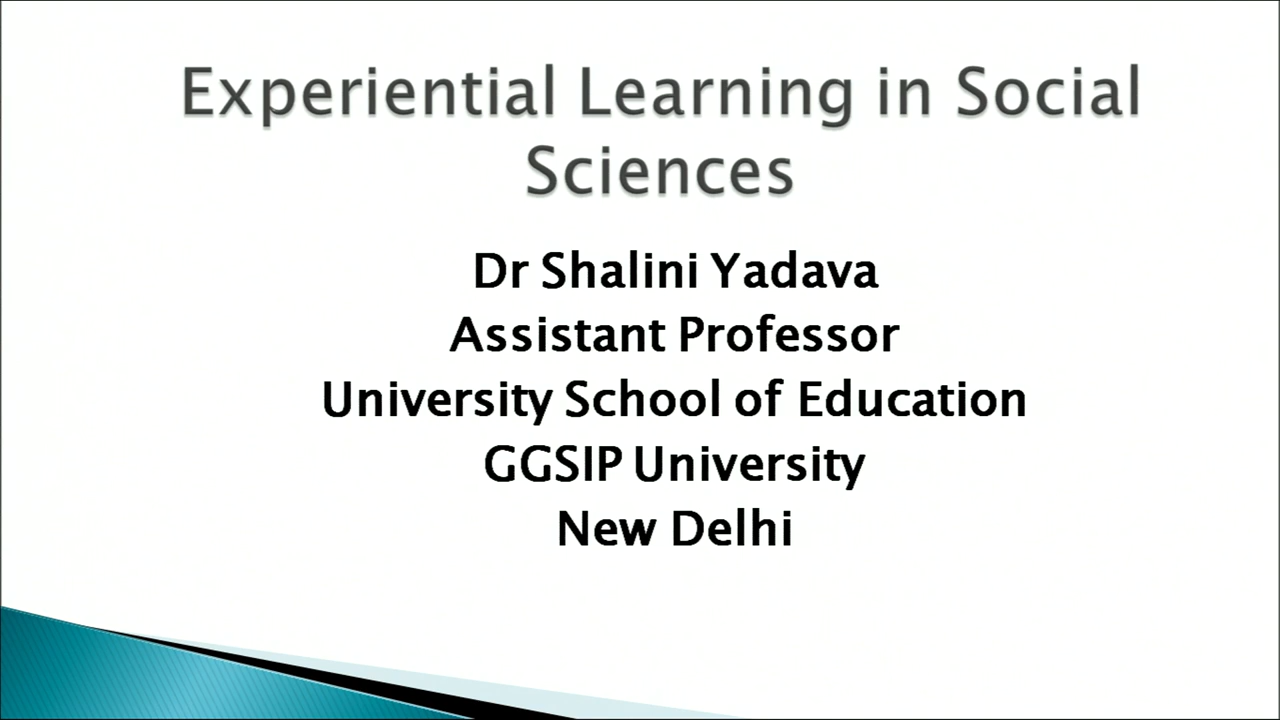 Experiential Learning in Social
Sciences
Dr Shalini Yadava
Assistant Professor
University School of Education
GGSIP University
New Delhi